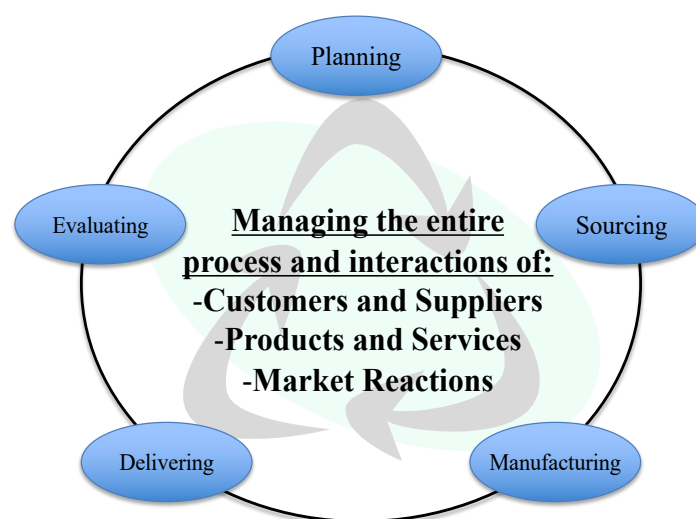 Planning
Evaluating
Sourcing
Managing the entire
process and interactions of:
-Customers and Suppliers
-Products and Services
-Market Reactions
Delivering
Manufacturing